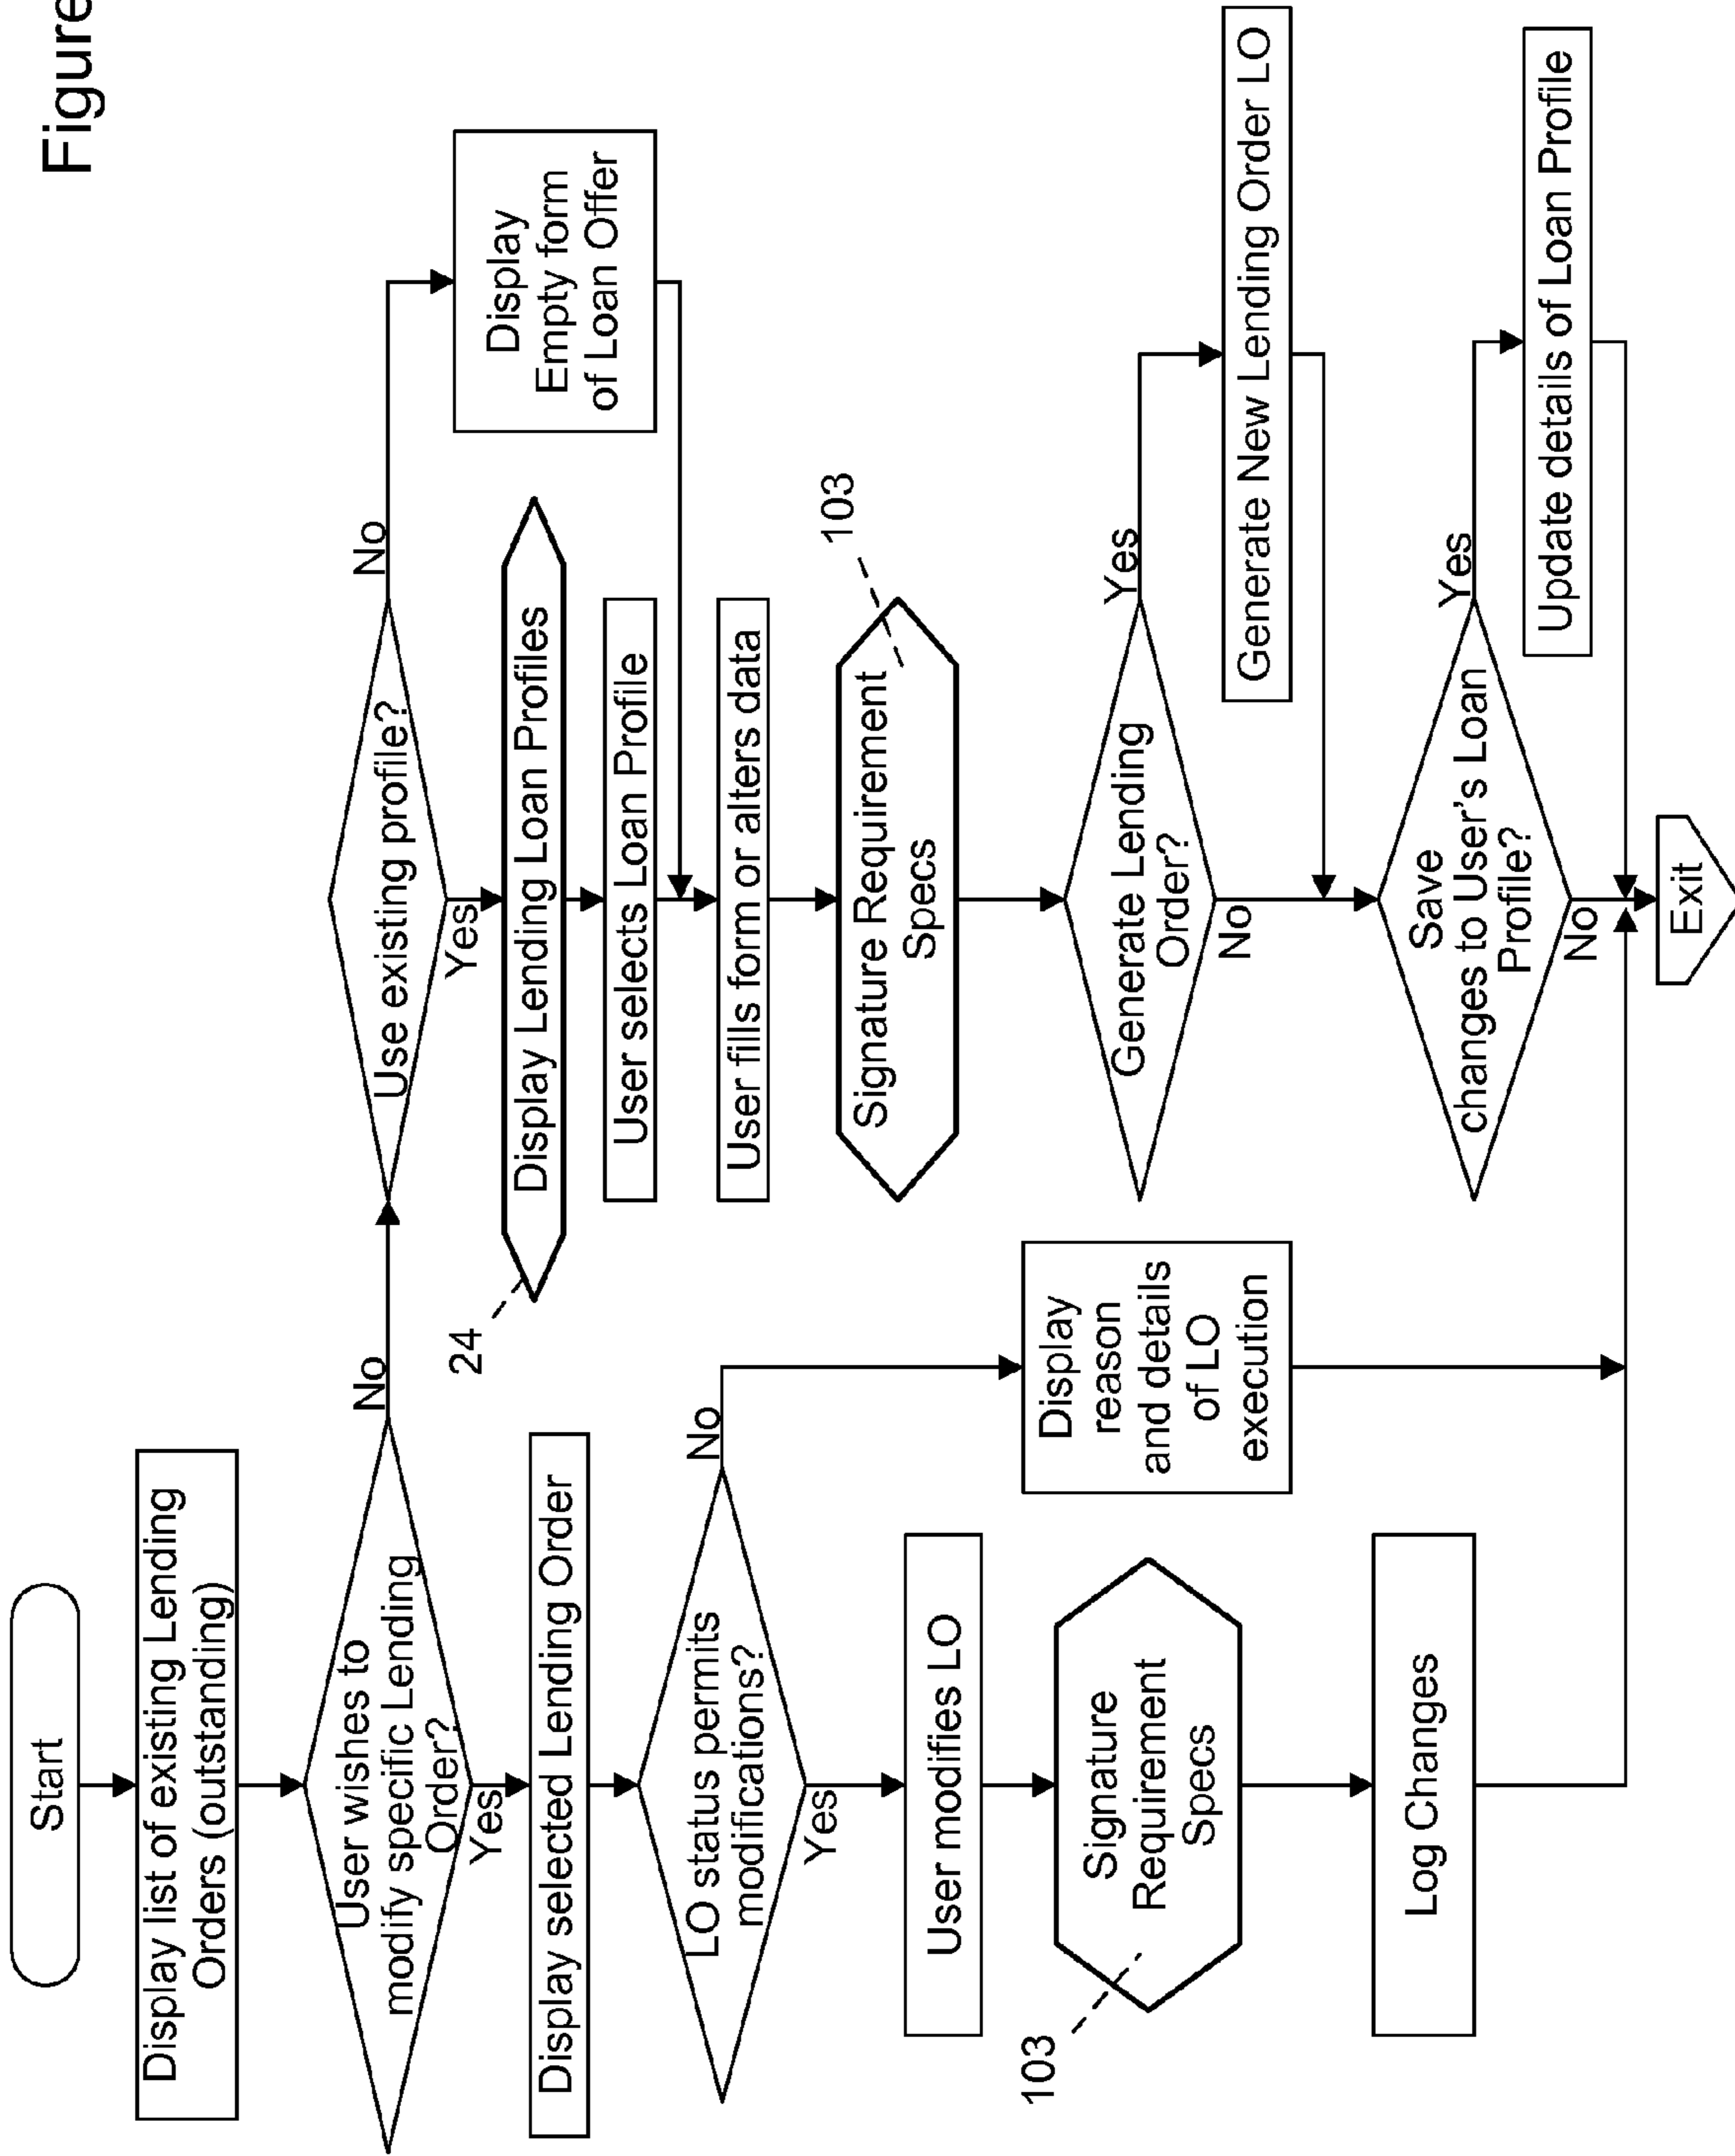 Figure
Start
Display list of existing Lending
Orders (outstanding)
User wishes to
modify specific Lending
Order?
No
Yes
Display selected Lending Order
LO status permits
modifications?
No
Yes
User modifies LO
Signature
Requirement
Specs
103
Log Changes
Display
reason
and details
of LO
execution
Use existing profile?
No
Yes
Display
Empty form
of Loan Offer
Display Lending Loan Profiles
24
User selects Loan Profile
User fills form or alters data
Signature Requirement
Specs
103
Generate Lending
Order?
Yes
No
Generate New Lending Order LO
Save
changes to User's Loan
Profile?
Yes
No
Update details of Loan Profile
Exit